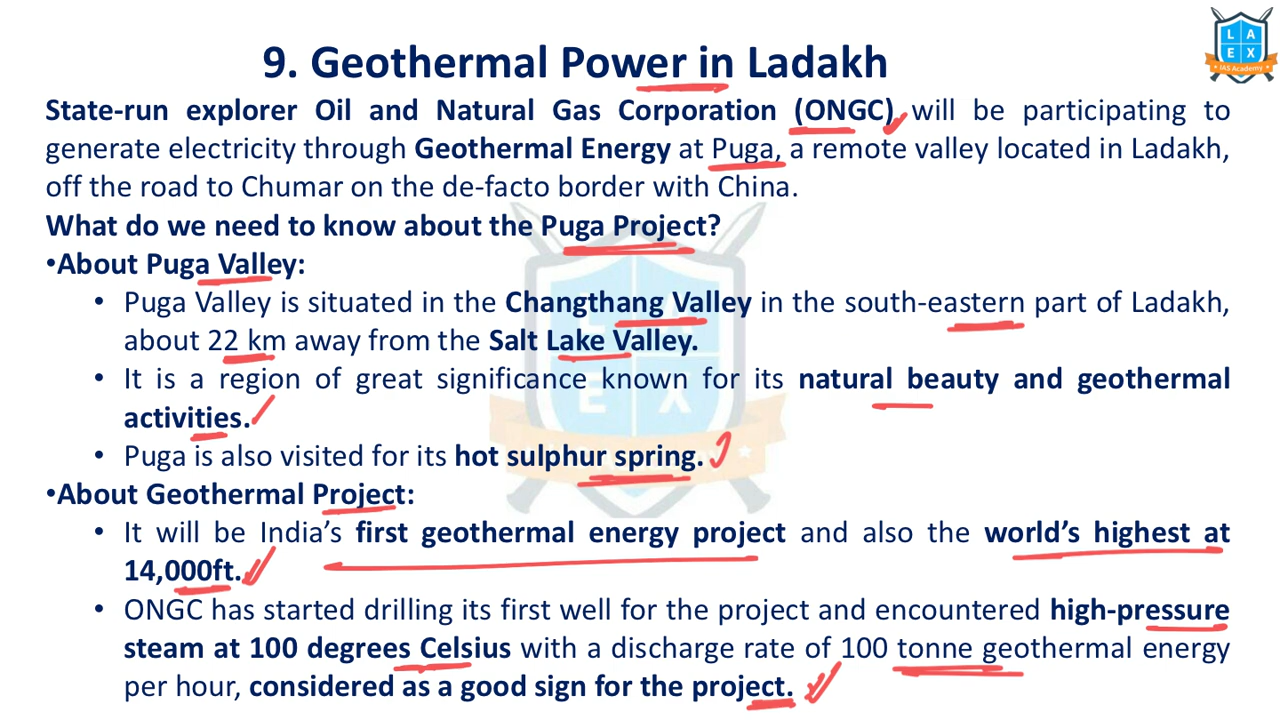 9. Geothermal Power in Ladakh
L A
E X
IAS Academy
State-run explorer Oil and Natural Gas Corporation (ONGC) will be participating to
generate electricity through Geothermal Energy at Puga, a remote valley located in Ladakh,
off the road to Chumar on the de-facto border with China.
What do we need to know about the Puga Project?
•About Puga Valley:
• Puga Valley is situated in the Changthang Valley in the south-eastern part of Ladakh,
about 22 km away from the Salt Lake Valley.
• It is a region of great significance known for its natural beauty and geothermal
activities.
• Puga is also visited for its hot sulphur spring.
•About Geothermal Project:
• It will be India's first geothermal energy project and also the world's highest at
14,000ft.
• ONGC has started drilling its first well for the project and encountered high-pressure
steam at 100 degrees Celsius with a discharge rate of 100 tonne geothermal energy
per hour, considered as a good sign for the project.